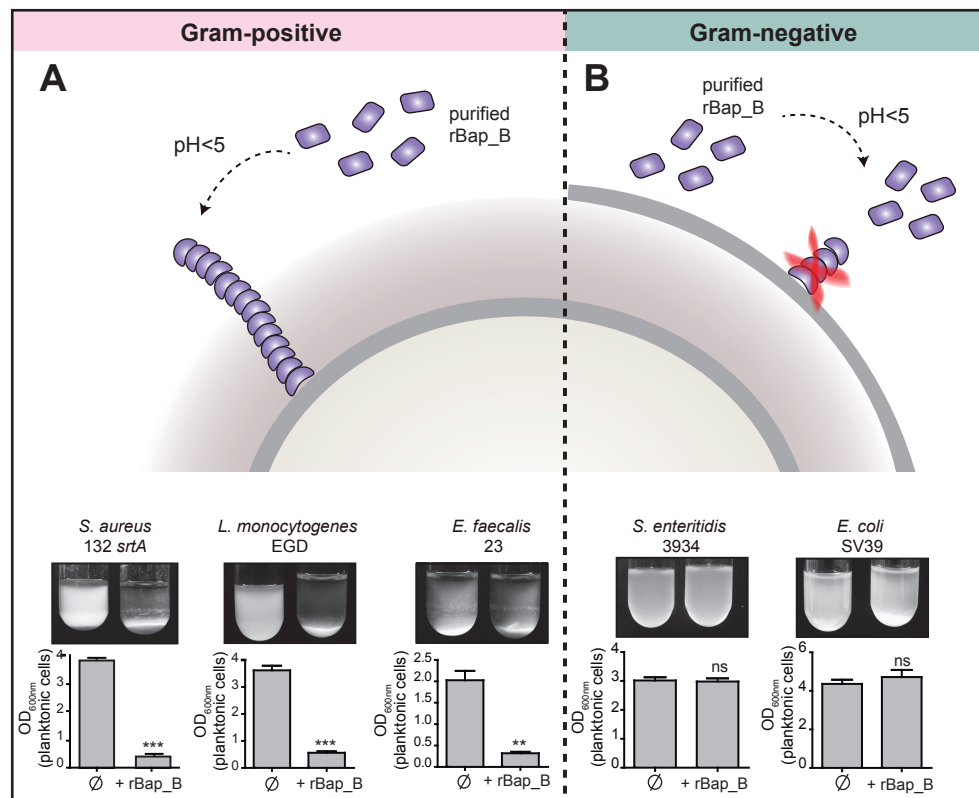 Gram-positive
Gram-negative
A
purified
rBap_B
pH<5
B
purified
rBap_B
pH<5
S. aureus
132 srtA
L. monocytogenes
EGD
E. faecalis
23
S. enteritidis
3934
E. coli
SV39
OD600nm
(planktonic cells)
4
3
2
1
0
***
∅ + rBap_B
OD600nm
(planktonic cells)
4
3
2
1
0
***
∅ + rBap_B
OD600nm
(planktonic cells)
2.0
1.5
1.0
0.5
0.0
**
∅ + rBap_B
OD600nm
(planktonic cells)
4
3
2
1
0
ns
∅ + rBap_B
OD600nm
(planktonic cells)
6
4
2
0
ns
∅ + rBap_B